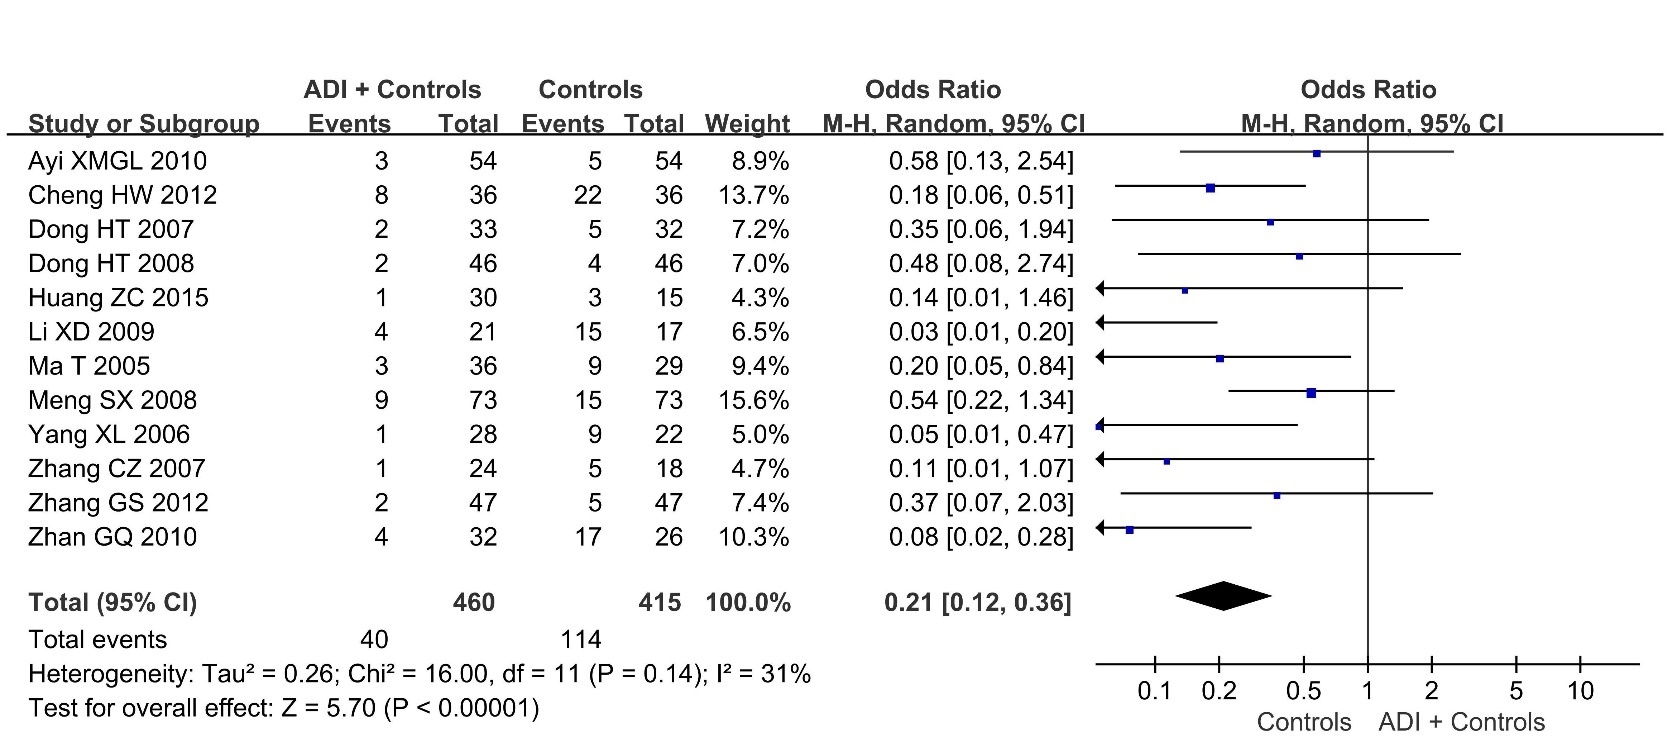 ADI + Controls Controls Odds Ratio Odds Ratio
Study or Subgroup Events Total Events Total Weight M-H, Random, 95% CI M-H, Random, 95% CI
Ayi XMGL 2010 3 54 5 54 8.9% 0.58 [0.13, 2.54]
Cheng HW 2012 8 36 22 36 13.7% 0.18 [0.06, 0.51]
Dong HT 2007 2 33 5 32 7.2% 0.35 [0.06, 1.94]
Dong HT 2008 2 46 4 46 7.0% 0.48 [0.08, 2.74]
Huang ZC 2015 1 30 3 15 4.3% 0.14 [0.01, 1.46]
Li XD 2009 4 21 15 17 6.5% 0.03 [0.01, 0.20]
Ma T 2005 3 36 9 29 9.4% 0.20 [0.05, 0.84]
Meng SX 2008 9 73 15 73 15.6% 0.54 [0.22, 1.34]
Yang XL 2006 1 28 9 22 5.0% 0.05 [0.01, 0.47]
Zhang CZ 2007 1 24 5 18 4.7% 0.11 [0.01, 1.07]
Zhang GS 2012 2 47 5 47 7.4% 0.37 [0.07, 2.03]
Zhan GQ 2010 4 32 17 26 10.3% 0.08 [0.02, 0.28]
Total (95% CI) 460 415 100.0% 0.21 [0.12, 0.36]
Total events 40 114
Heterogeneity: Tau² = 0.26; Chi² = 16.00, df = 11 (P = 0.14); I² = 31%
Test for overall effect: Z = 5.70 (P < 0.00001)
0.1 0.2 0.5 1 2 5 10
Controls ADI + Controls